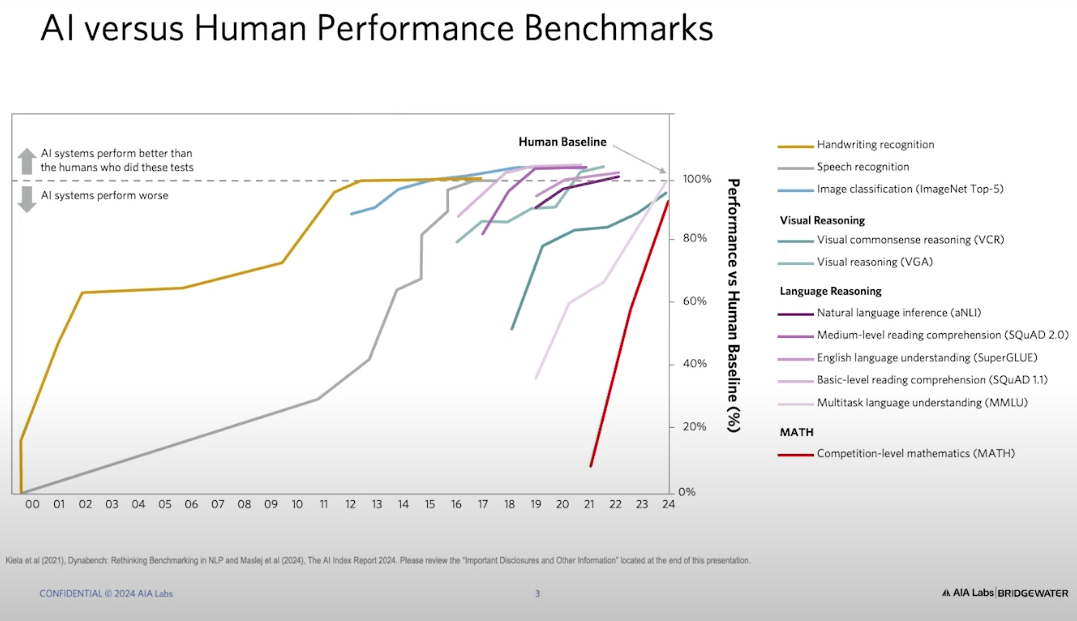 AI versus Human Performance Benchmarks
AI systems perform better than
the humans who did these tests
AI systems perform worse
Human Baseline
100%
80%
60%
40%
20%
0%
Performance vs Human Baseline (%)
00 01 02 03 04 05 06 07 08 09 10 11 12 13 14 15 16 17 18 19 20 21 22 23 24
Handwriting recognition
Speech recognition
Image classification (ImageNet Top-5)
Visual Reasoning
Visual commonsense reasoning (VCR)
Visual reasoning (VGA)
Language Reasoning
Natural language inference (aNLI)
Medium-level reading comprehension (SQuAD 2.0)
English language understanding (SuperGLUE)
Basic-level reading comprehension (SQuAD 1.1)
Multitask language understanding (MMLU)
MATH
Competition-level mathematics (MATH)
Kiela et al (2021), Dynabench: Rethinking Benchmarking in NLP and Maslej et al (2024), The AI Index Report 2024. Please review the "Important Disclosures and Other Information" located at the end of this presentation.
CONFIDENTIAL © 2024 AIA Labs
3
AIA Labs | BRIDGEWATER